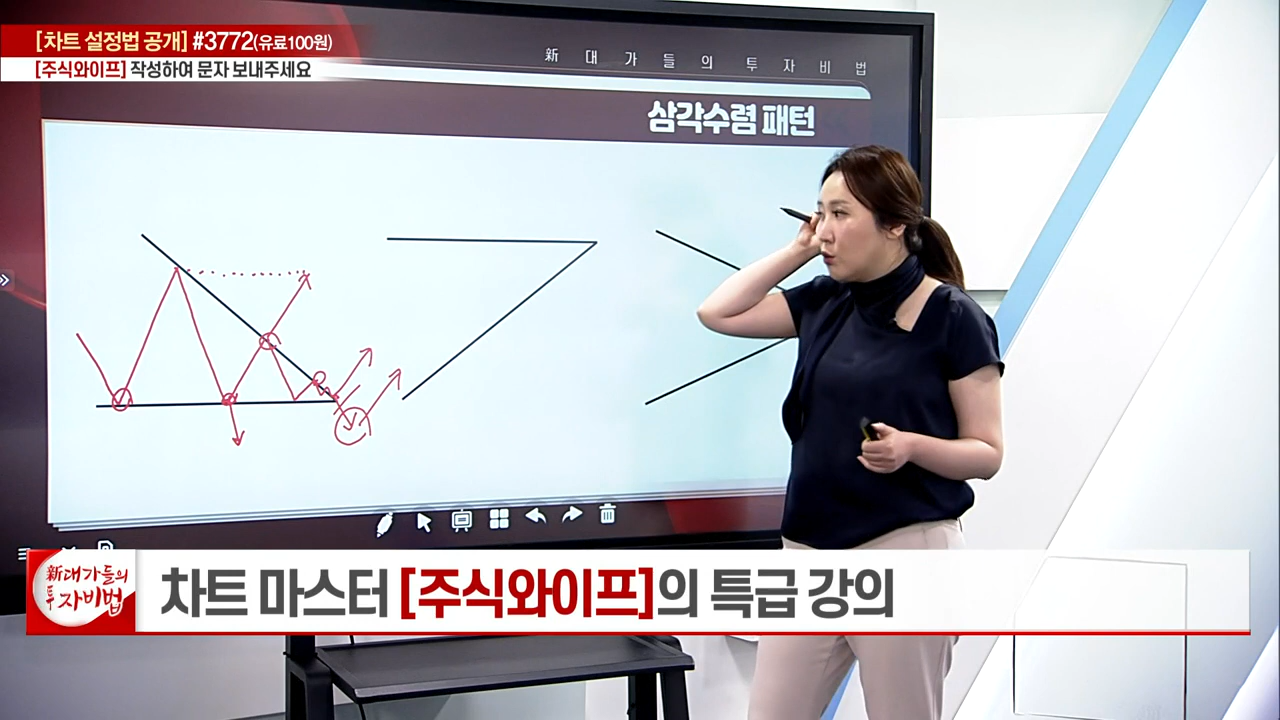 [차트 설정법 공개] #3772(유료100원)
[주식와이프] 작성하여 문자 보내주세요
新 대가들의 투자비법
삼각수렴 패턴
新대가들의
투자비법
차트 마스터 [주식와이프]의 특급 강의